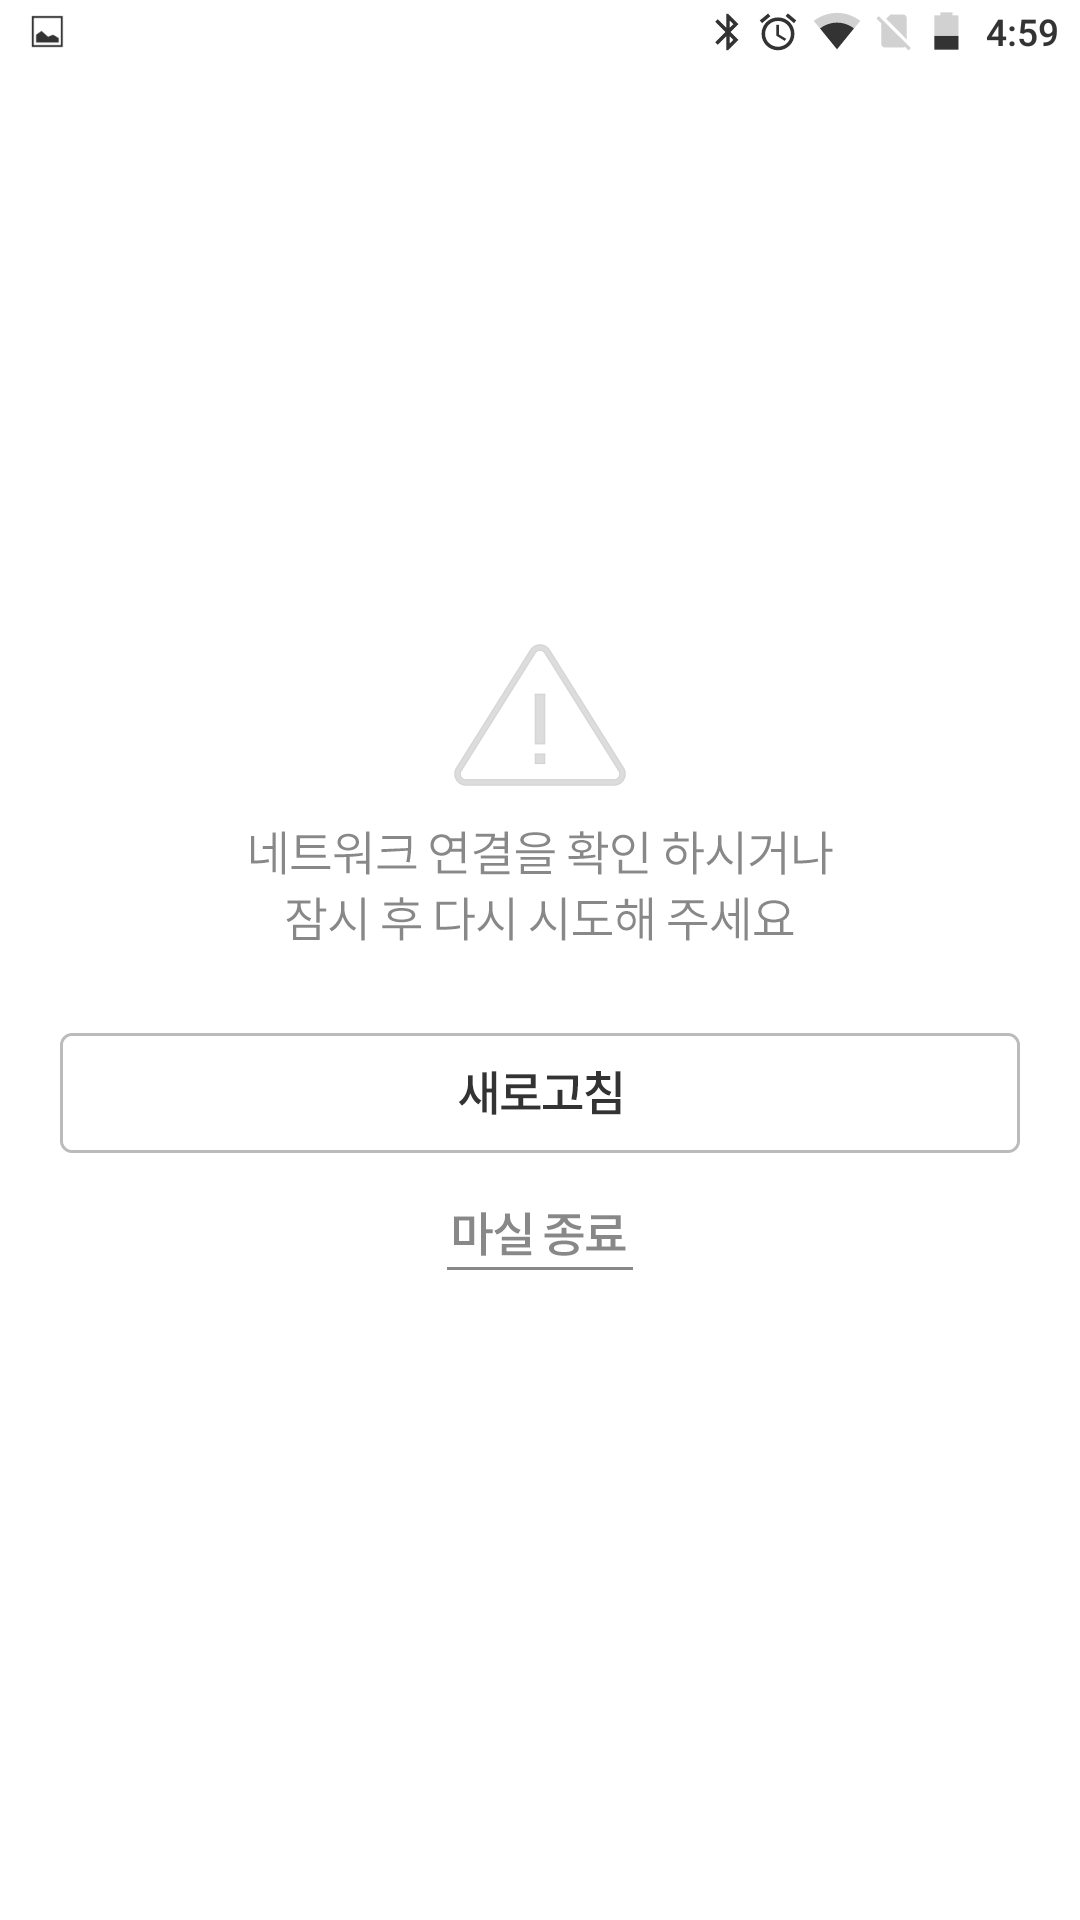 4:59
네트워크 연결을 확인 하시거나
잠시 후 다시 시도해 주세요
새로고침
마실 종료